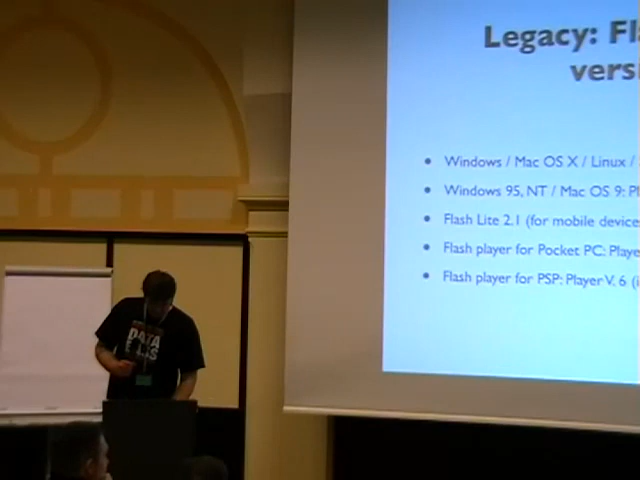 Legacy: Fl
versi
• Windows / Mac OS X / Linux /
• Windows 95, NT / Mac OS 9: Pl
• Flash Lite 2.1 (for mobile device
• Flash player for Pocket PC: Playe
• Flash player for PSP: Player V. 6 (i
DATA